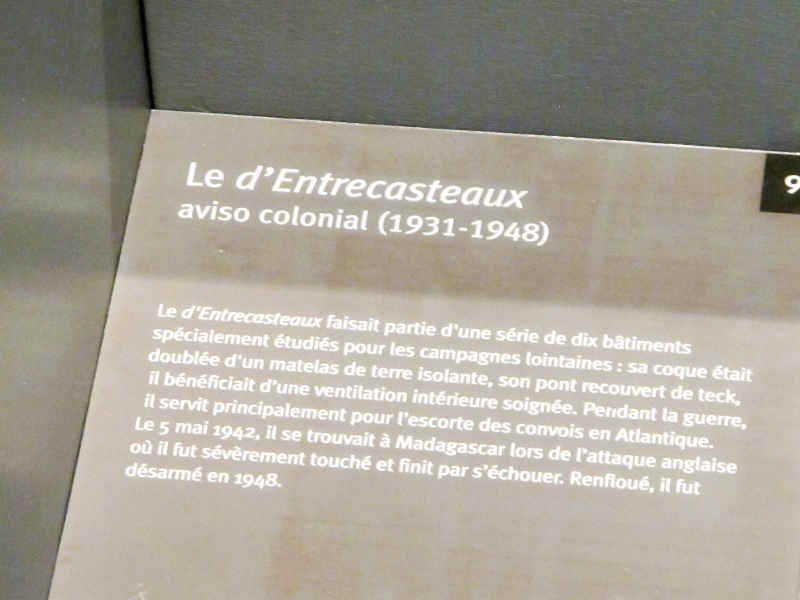 Le d'Entrecasteaux
aviso colonial (1931-1948)
9
Le d'Entrecasteaux faisait partie d'une série de dix bâtiments
spécialement étudiés pour les campagnes lointaines : sa coque était
doublée d'un matelas de terre isolante, son pont recouvert de teck,
il bénéficiait d'une ventilation intérieure soignée. Pendant la guerre,
il servit principalement pour l'escorte des convois en Atlantique.
Le 5 mai 1942, il se trouvait à Madagascar lors de l'attaque anglaise
où il fut sévèrement touché et finit par s'échouer. Renfloué, il fut
désarmé en 1948.